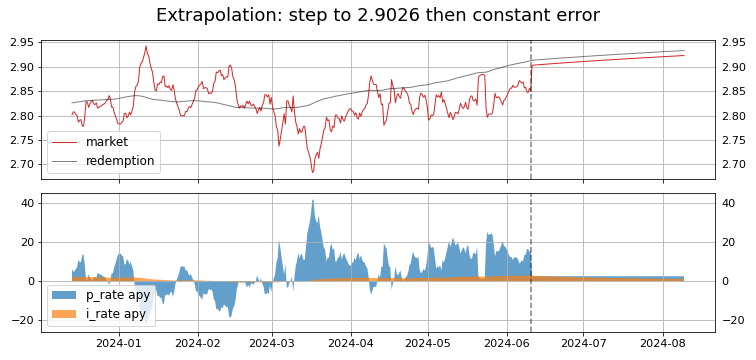 Extrapolation: step to 2.9026 then constant error
2.95 2.95
2.90 2.90
2.85 2.85
2.80 2.80
2.75 2.75
2.70 2.70
market
redemption
40 40
20 20
0 0
−20 −20
p_rate apy
i_rate apy
2024-01 2024-02 2024-03 2024-04 2024-05 2024-06 2024-07 2024-08